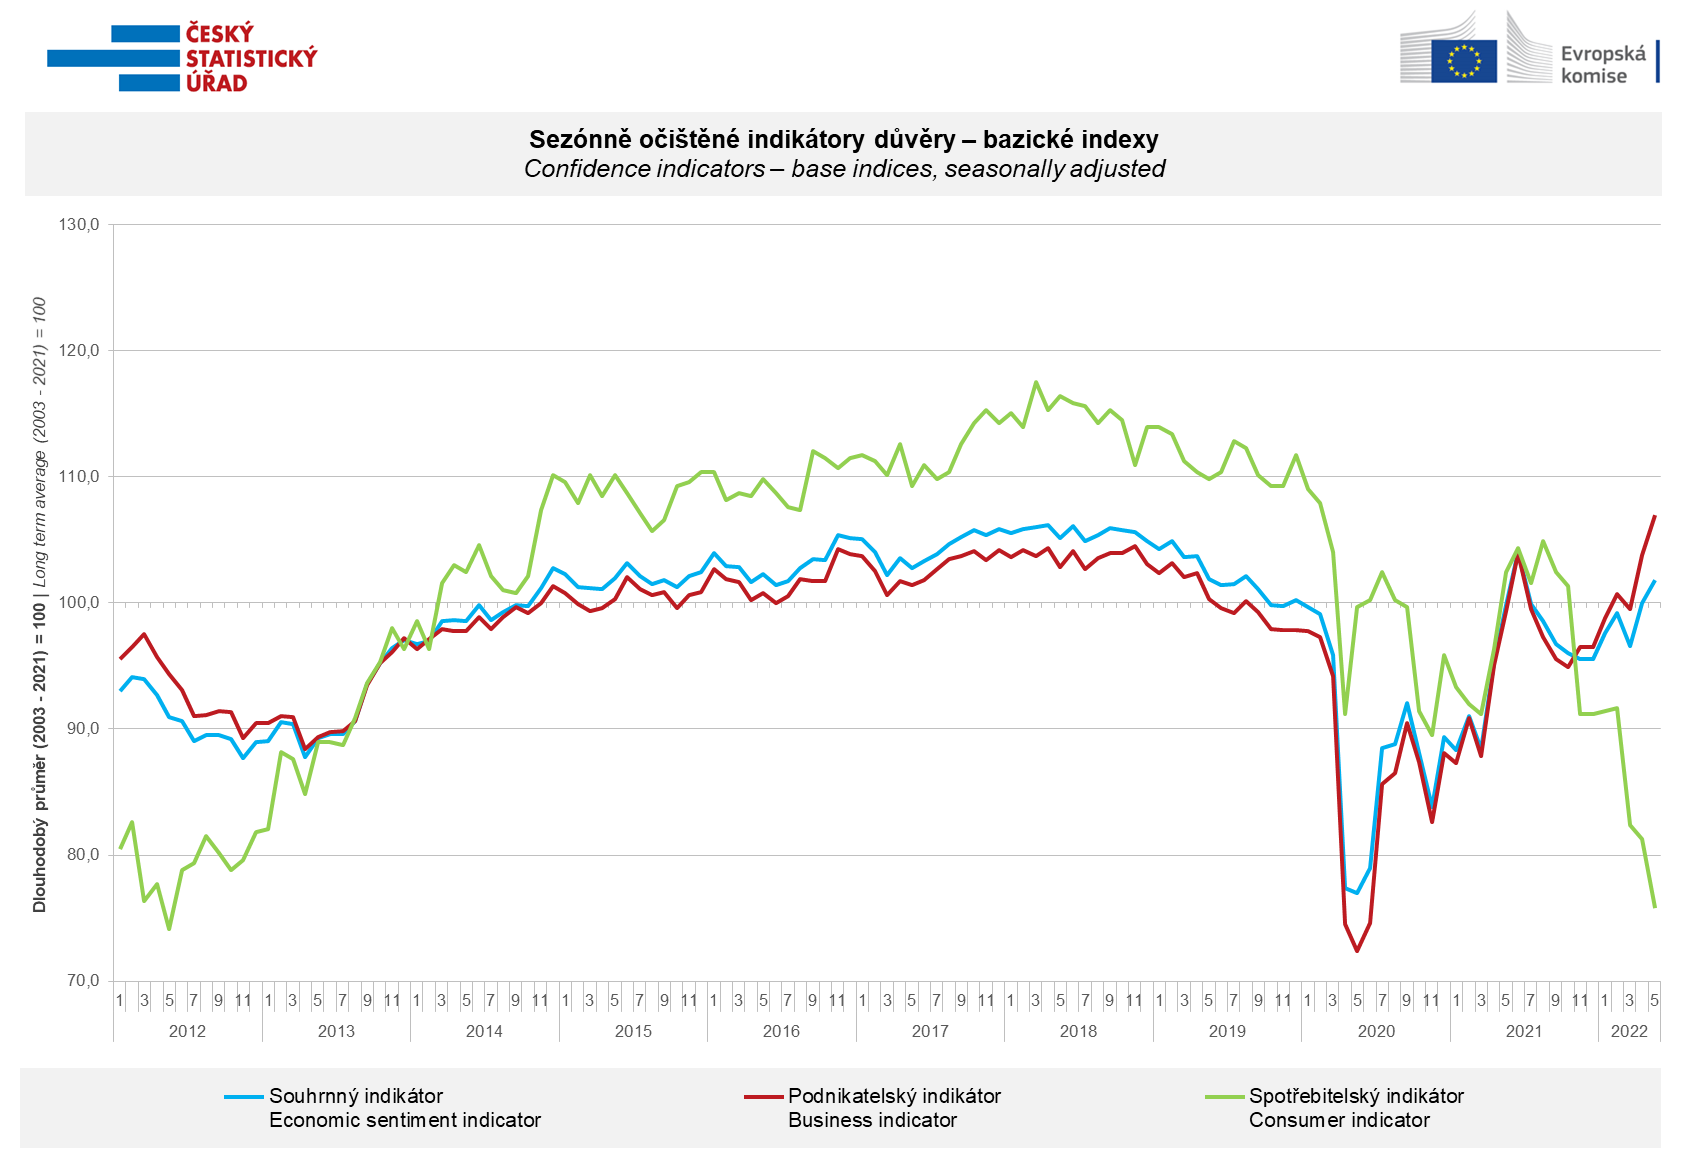 ČESKÝ
STATISTICKÝ
ÚŘAD
Evropská
komise
Sezónně očištěné indikátory důvěry – bazické indexy
Confidence indicators – base indices, seasonally adjusted
Dlouhodobý průměr (2003 - 2021) = 100 | Long term average (2003 - 2021) = 100
130,0
120,0
110,0
100,0
90,0
80,0
70,0
1 3 5 7 9 11 1 3 5 7 9 11 1 3 5 7 9 11 1 3 5 7 9 11 1 3 5 7 9 11 1 3 5 7 9 11 1 3 5 7 9 11 1 3 5 7 9 11 1 3 5 7 9 11 1 3 5 7 9 11 1 3 5
2012 2013 2014 2015 2016 2017 2018 2019 2020 2021 2022
Souhrnný indikátor
Economic sentiment indicator
Podnikatelský indikátor
Business indicator
Spotřebitelský indikátor
Consumer indicator